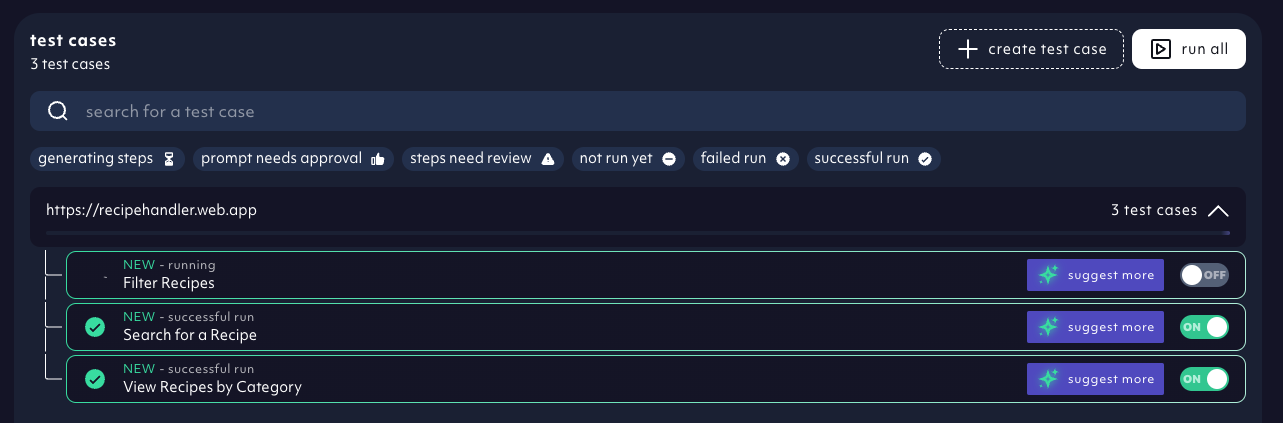 test cases
3 test cases
create test case
run all
search for a test case
generating steps
prompt needs approval
steps need review
not run yet
failed run
successful run
https://recipehandler.web.app
3 test cases
NEW - running
Filter Recipes
suggest more
OFF
NEW - successful run
Search for a Recipe
suggest more
ON
NEW - successful run
View Recipes by Category
suggest more
ON